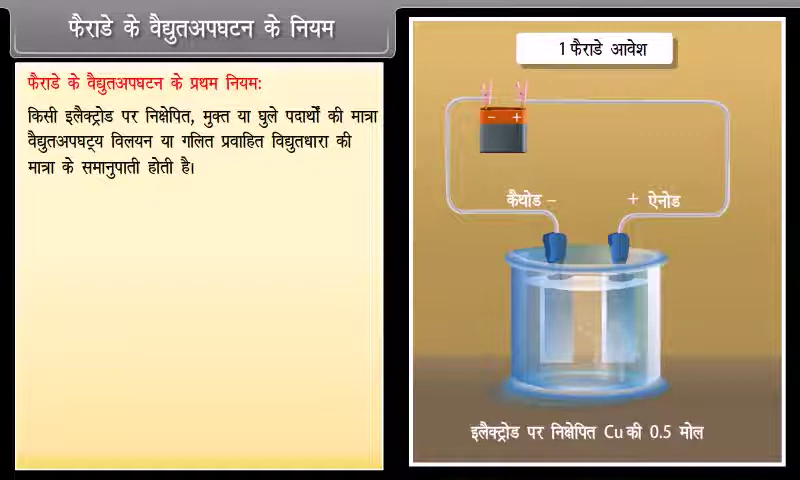 फैराडे के वैद्युतअपघटन के नियम
फैराडे के वैद्युतअपघटन के प्रथम नियम:
किसी इलैक्ट्रोड पर निक्षेपित, मुक्त या घुले पदार्थों की मात्रा
वैद्युतअपघट्य विलयन या गलित प्रवाहित विद्युतधारा की
मात्रा के समानुपाती होती है।
1 फैराडे आवेश
− +
कैथोड −
+ ऐनोड
इलैक्ट्रोड पर निक्षेपित Cu की 0.5 मोल